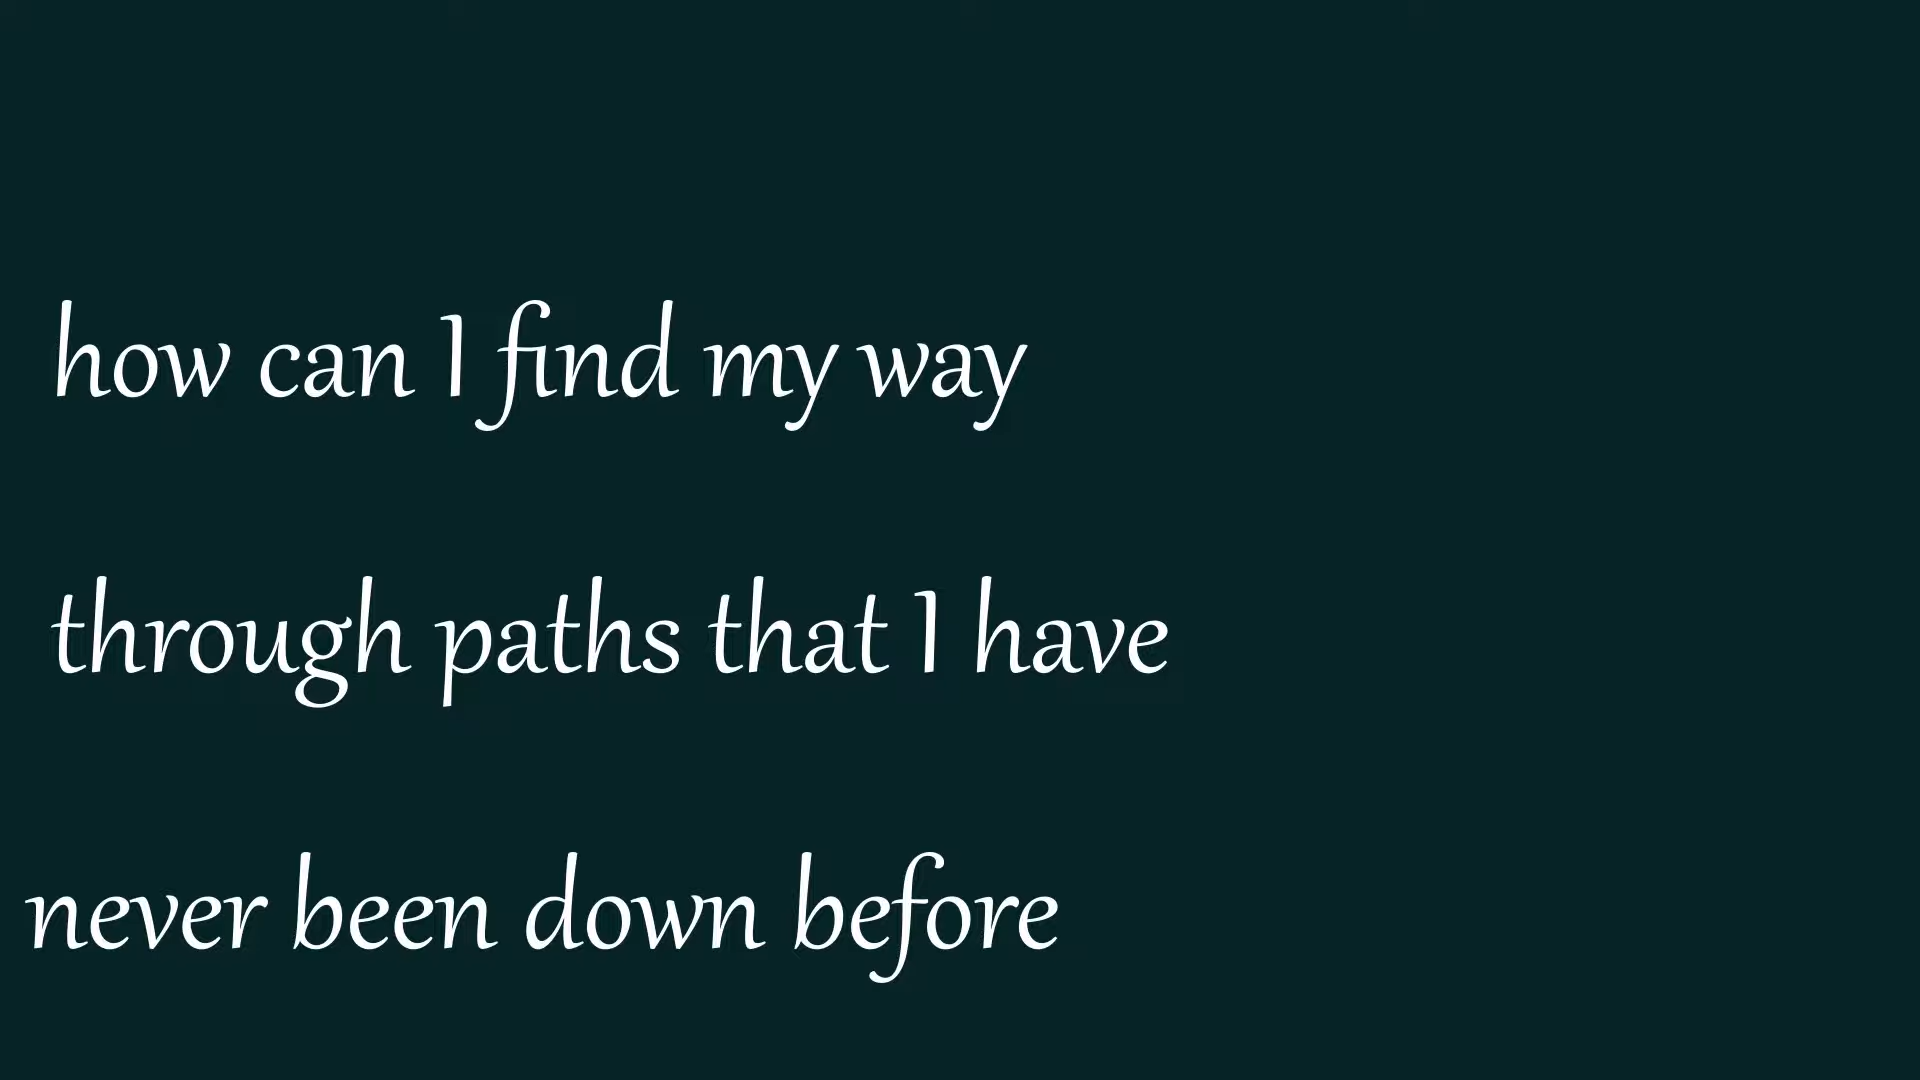 how can I find my way
through paths that I have
never been down before